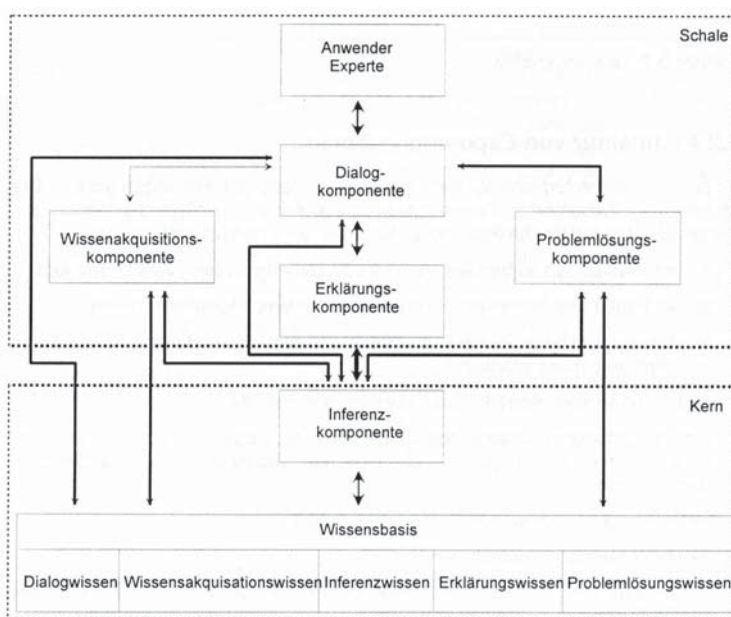 Schale
Anwender
Experte
Dialog-
komponente
Wissenakquisitions-
komponente
Problemlösungs-
komponente
Erklärungs-
komponente
Kern
Inferenz-
komponente
Wissensbasis
Dialogwissen
Wissensakquisationswissen
Inferenzwissen
Erklärungswissen
Problemlösungswissen